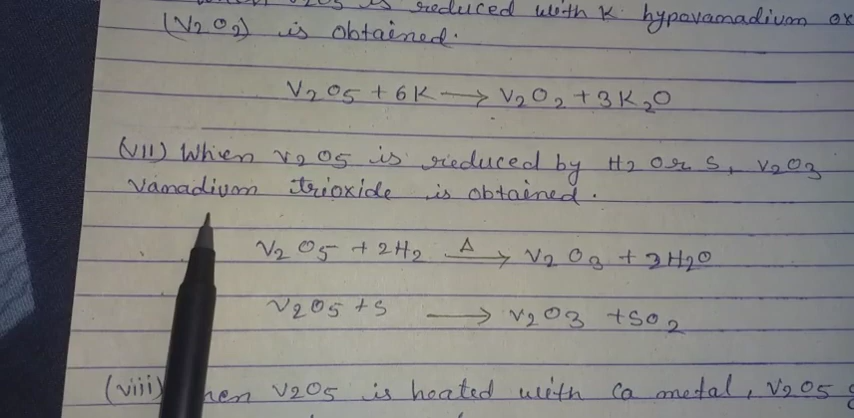 V2O5 is reduced with K hypovanadium ox
(V2O2) is obtained.
V2O5 + 6K → V2O2 + 3K2O
(VII) When V2O5 is reduced by H2 or S, V2O3
vanadium trioxide is obtained.
V2O5 + 2H2 Δ→ V2O3 + 2H2O
V2O5 + S → V2O3 + SO2
(viii) hen V2O5 is heated with Ca metal, V2O5